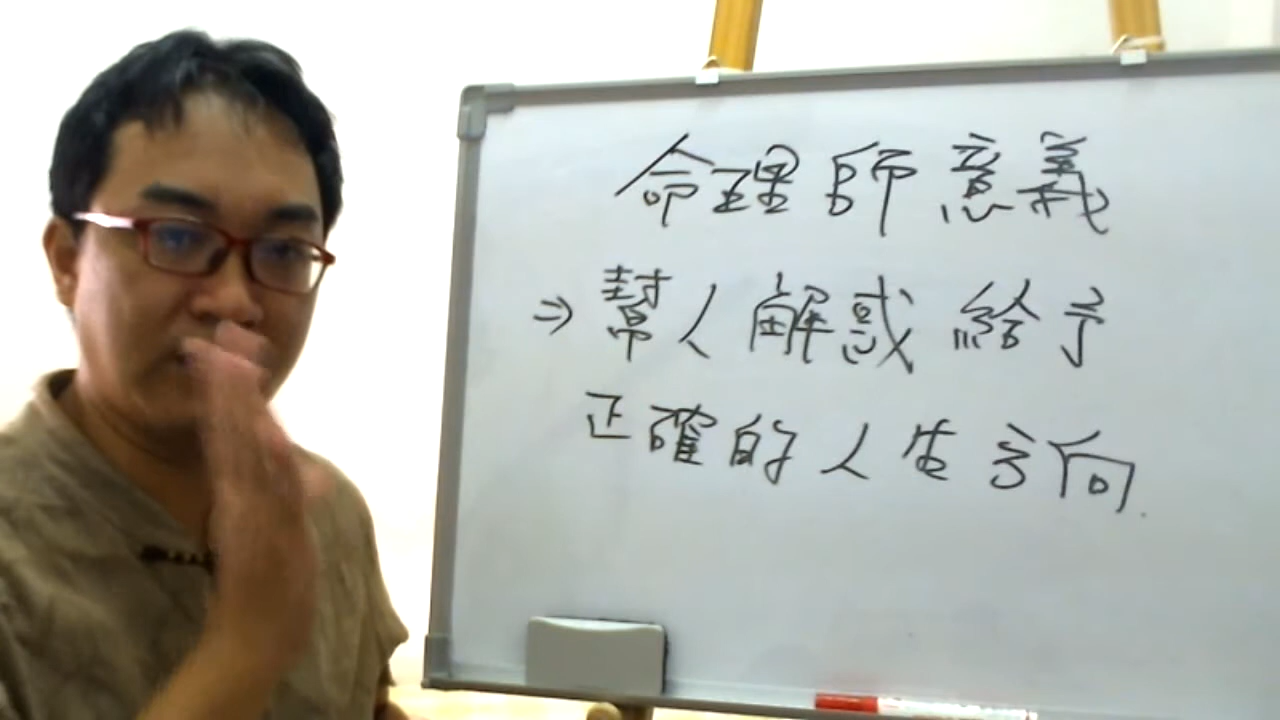 命理師意義
⇒幫人解惑 給予
正確的人生方向.